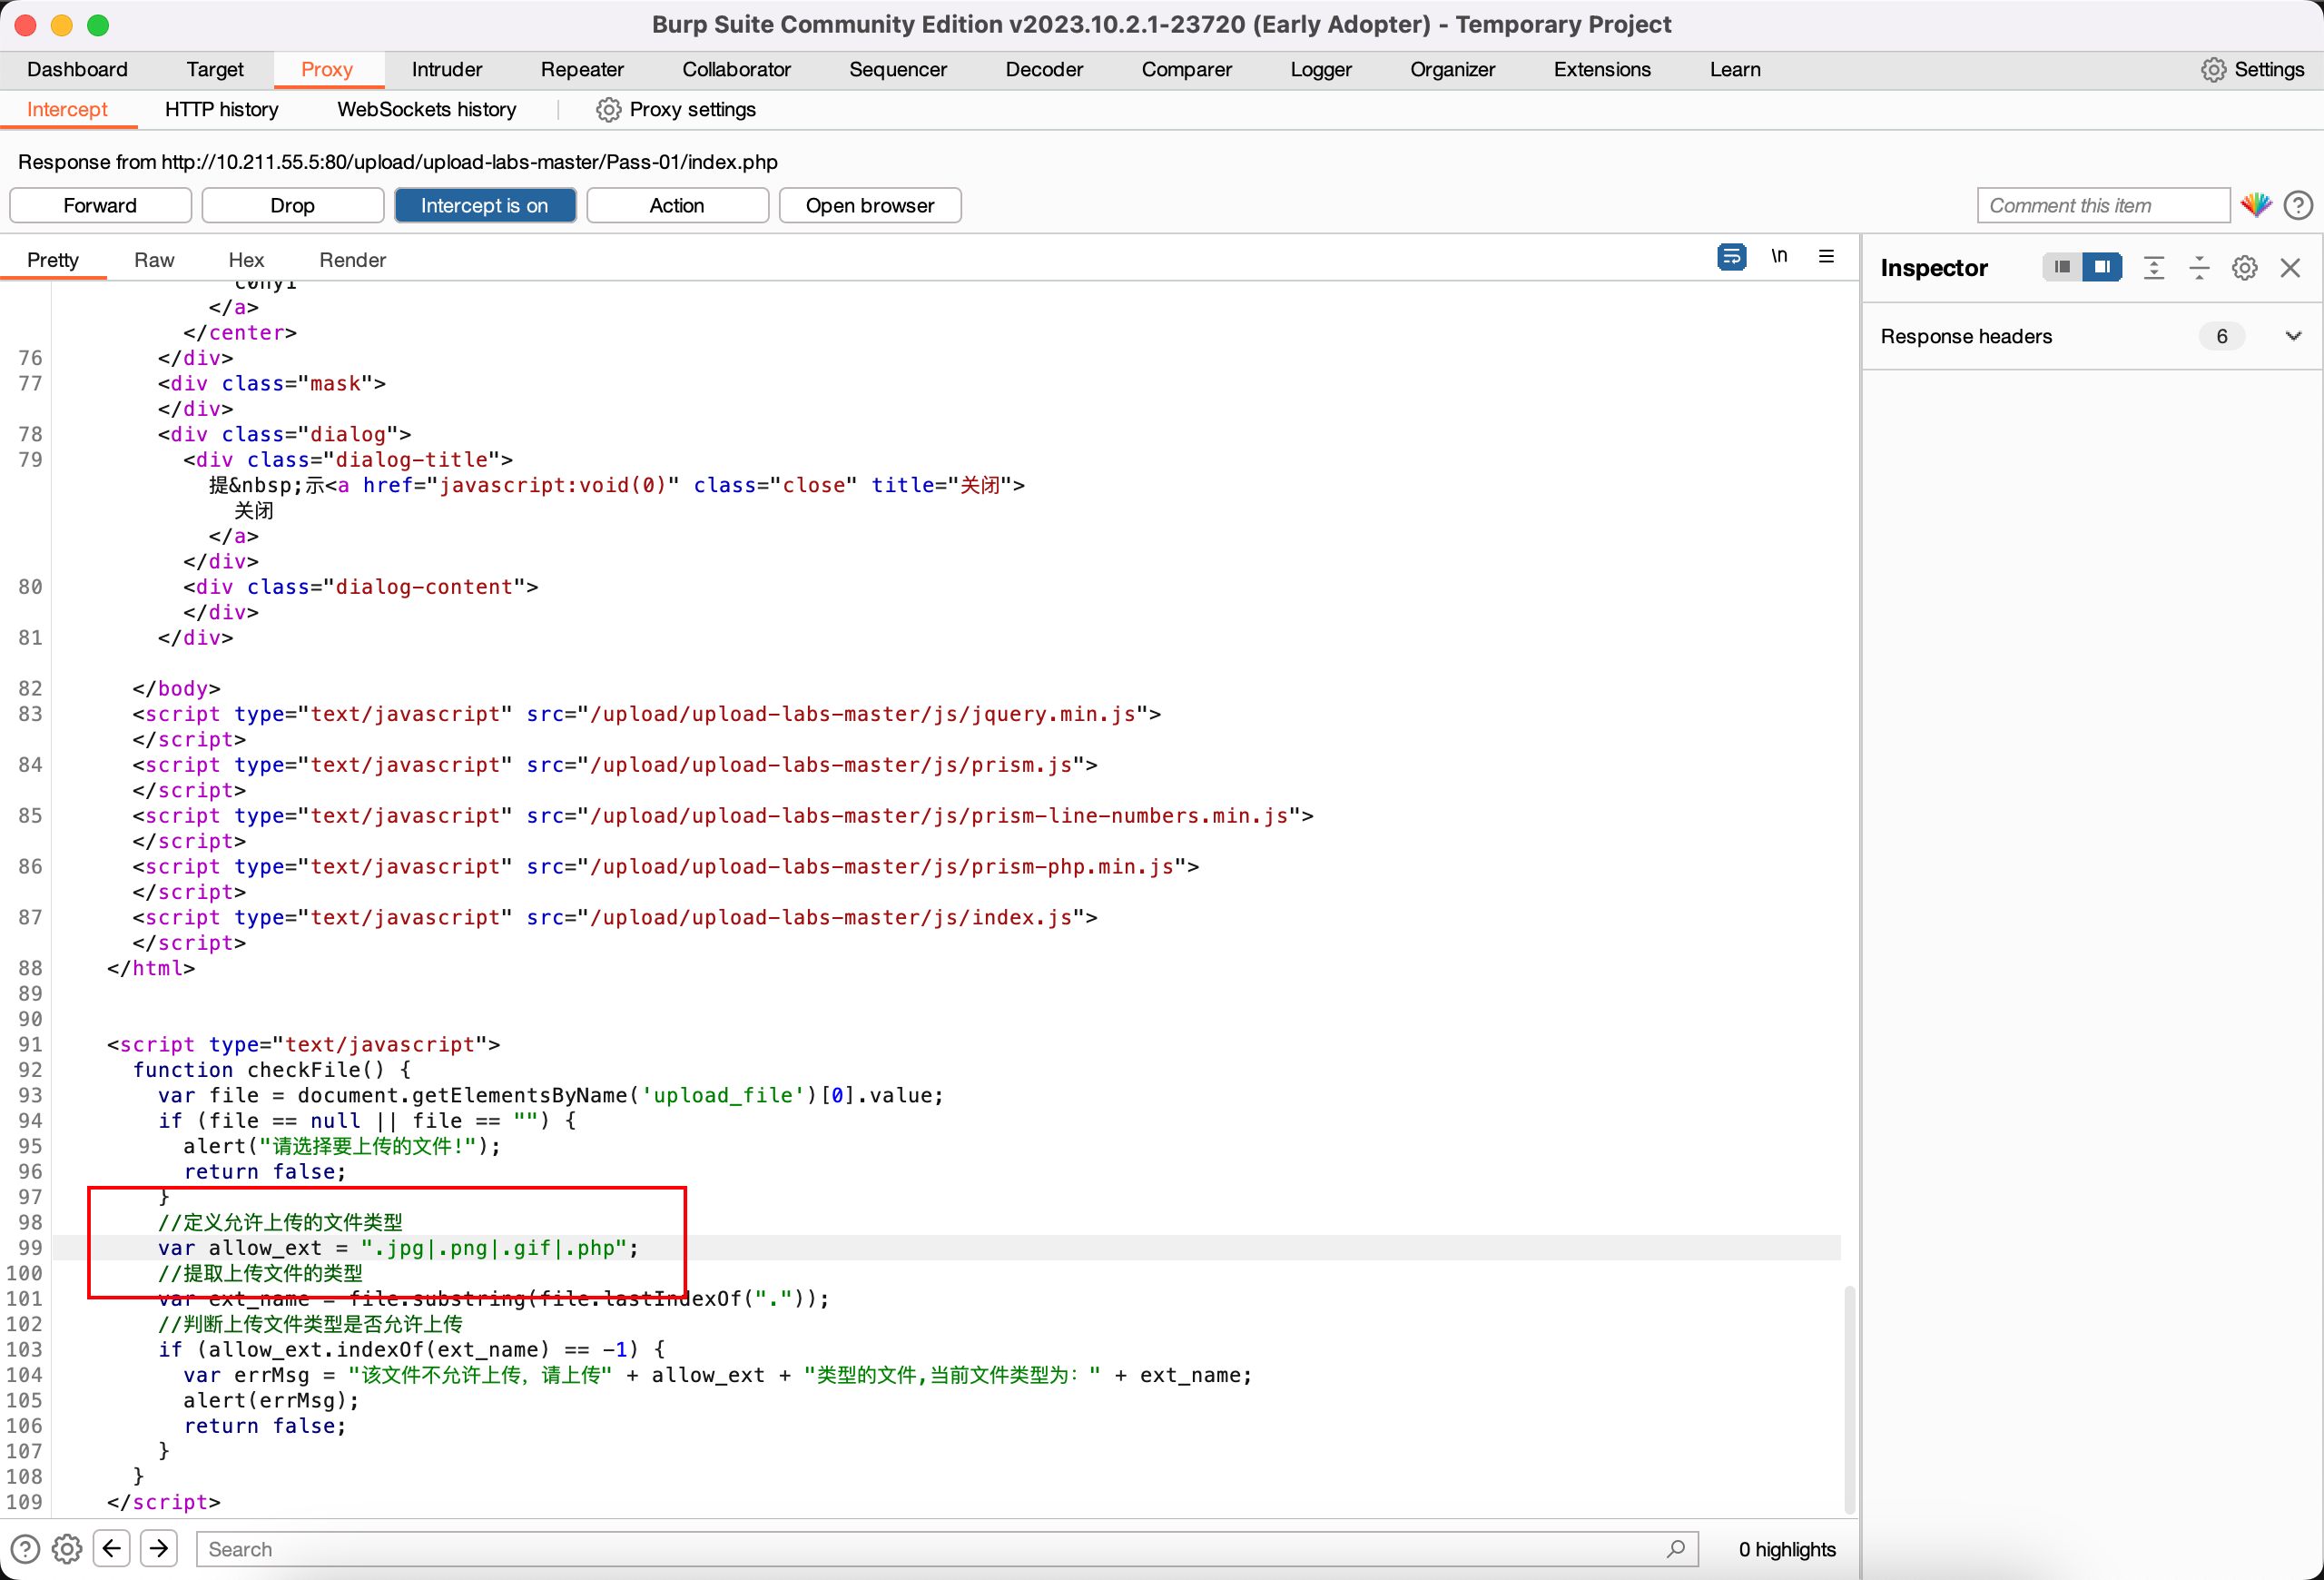 Burp Suite Community Edition v2023.10.2.1-23720 (Early Adopter) - Temporary Project
Dashboard Target Proxy Intruder Repeater Collaborator Sequencer Decoder Comparer Logger Organizer Extensions Learn Settings
Intercept HTTP history WebSockets history Proxy settings
Response from http://10.211.55.5:80/upload/upload-labs-master/Pass-01/index.php
Forward Drop Intercept is on Action Open browser Comment this item
Pretty Raw Hex Render \n
Inspector
Response headers 6
c0ny1
</a>
</center>
76 </div>
77 <div class="mask">
</div>
78 <div class="dialog">
79 <div class="dialog-title">
提&nbsp;示<a href="javascript:void(0)" class="close" title="关闭">
关闭
</a>
</div>
80 <div class="dialog-content">
</div>
81 </div>
82 </body>
83 <script type="text/javascript" src="/upload/upload-labs-master/js/jquery.min.js">
</script>
84 <script type="text/javascript" src="/upload/upload-labs-master/js/prism.js">
</script>
85 <script type="text/javascript" src="/upload/upload-labs-master/js/prism-line-numbers.min.js">
</script>
86 <script type="text/javascript" src="/upload/upload-labs-master/js/prism-php.min.js">
</script>
87 <script type="text/javascript" src="/upload/upload-labs-master/js/index.js">
</script>
88 </html>
89
90
91 <script type="text/javascript">
92 function checkFile() {
93 var file = document.getElementsByName('upload_file')[0].value;
94 if (file == null || file == "") {
95 alert("请选择要上传的文件!");
96 return false;
97 }
98 //定义允许上传的文件类型
99 var allow_ext = ".jpg|.png|.gif|.php";
100 //提取上传文件的类型
101 var ext_name = file.substring(file.lastIndexOf("."));
102 //判断上传文件类型是否允许上传
103 if (allow_ext.indexOf(ext_name) == -1) {
104 var errMsg = "该文件不允许上传，请上传" + allow_ext + "类型的文件,当前文件类型为：" + ext_name;
105 alert(errMsg);
106 return false;
107 }
108 }
109 </script>
Search 0 highlights